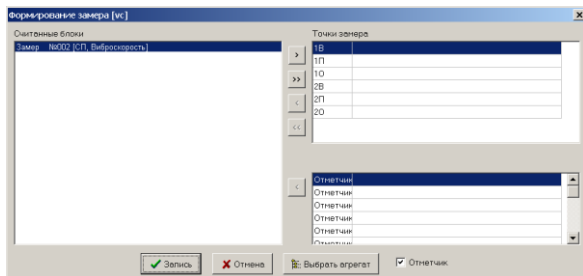 Формирование замера [vc]
Считанные блоки
Замер №002 [СП, Виброскорость]
>
>>
<
<<
Точки замера
1В
1П
1О
2В
2П
2О
<
Отметчик
Отметчик
Отметчик
Отметчик
Отметчик
Отметчик
Запись
Отмена
Выбрать агрегат
Отметчик